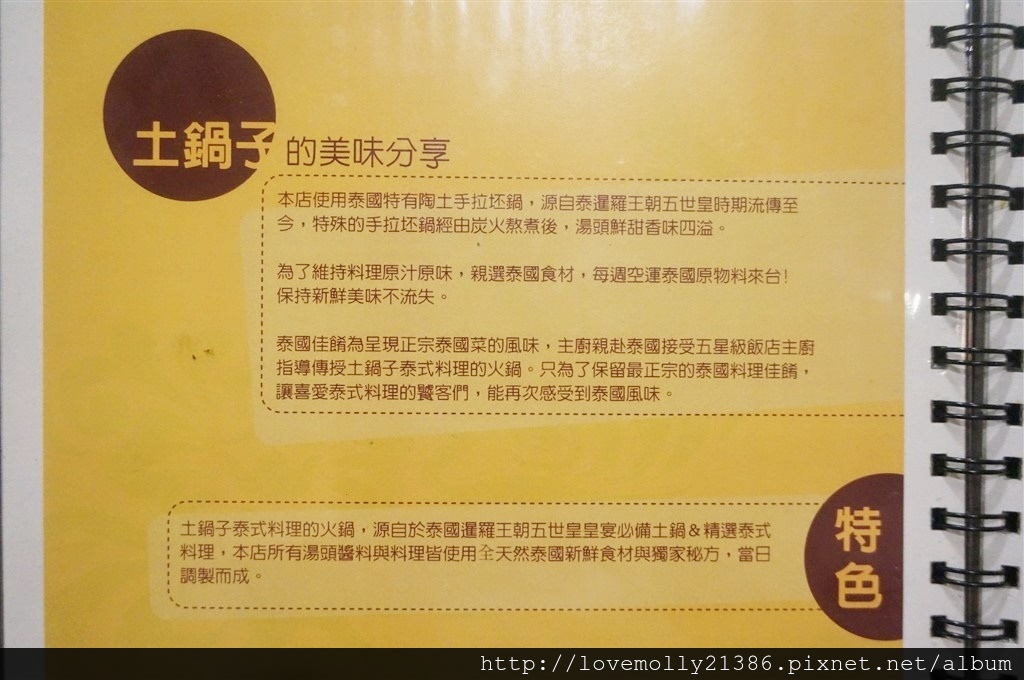 土鍋子的美味分享
本店使用泰國特有陶土手拉坯鍋，源自泰暹羅王朝五世皇時期流傳至
今，特殊的手拉坯鍋經由炭火熬煮後，湯頭鮮甜香味四溢。
為了維持料理原汁原味，親選泰國食材，每週空運泰國原物料來台!
保持新鮮美味不流失。
泰國佳餚為呈現正宗泰國菜的風味，主廚親赴泰國接受五星級飯店主廚
指導傳授土鍋子泰式料理的火鍋。只為了保留最正宗的泰國料理佳餚，
讓喜愛泰式料理的饕客們，能再次感受到泰國風味。
特色
土鍋子泰式料理的火鍋，源自於泰國暹羅王朝五世皇皇宴必備土鍋&精選泰式
料理，本店所有湯頭醬料與料理皆使用全天然泰國新鮮食材與獨家秘方，當日
調製而成。
http://lovemolly21386.pixnet.net/album